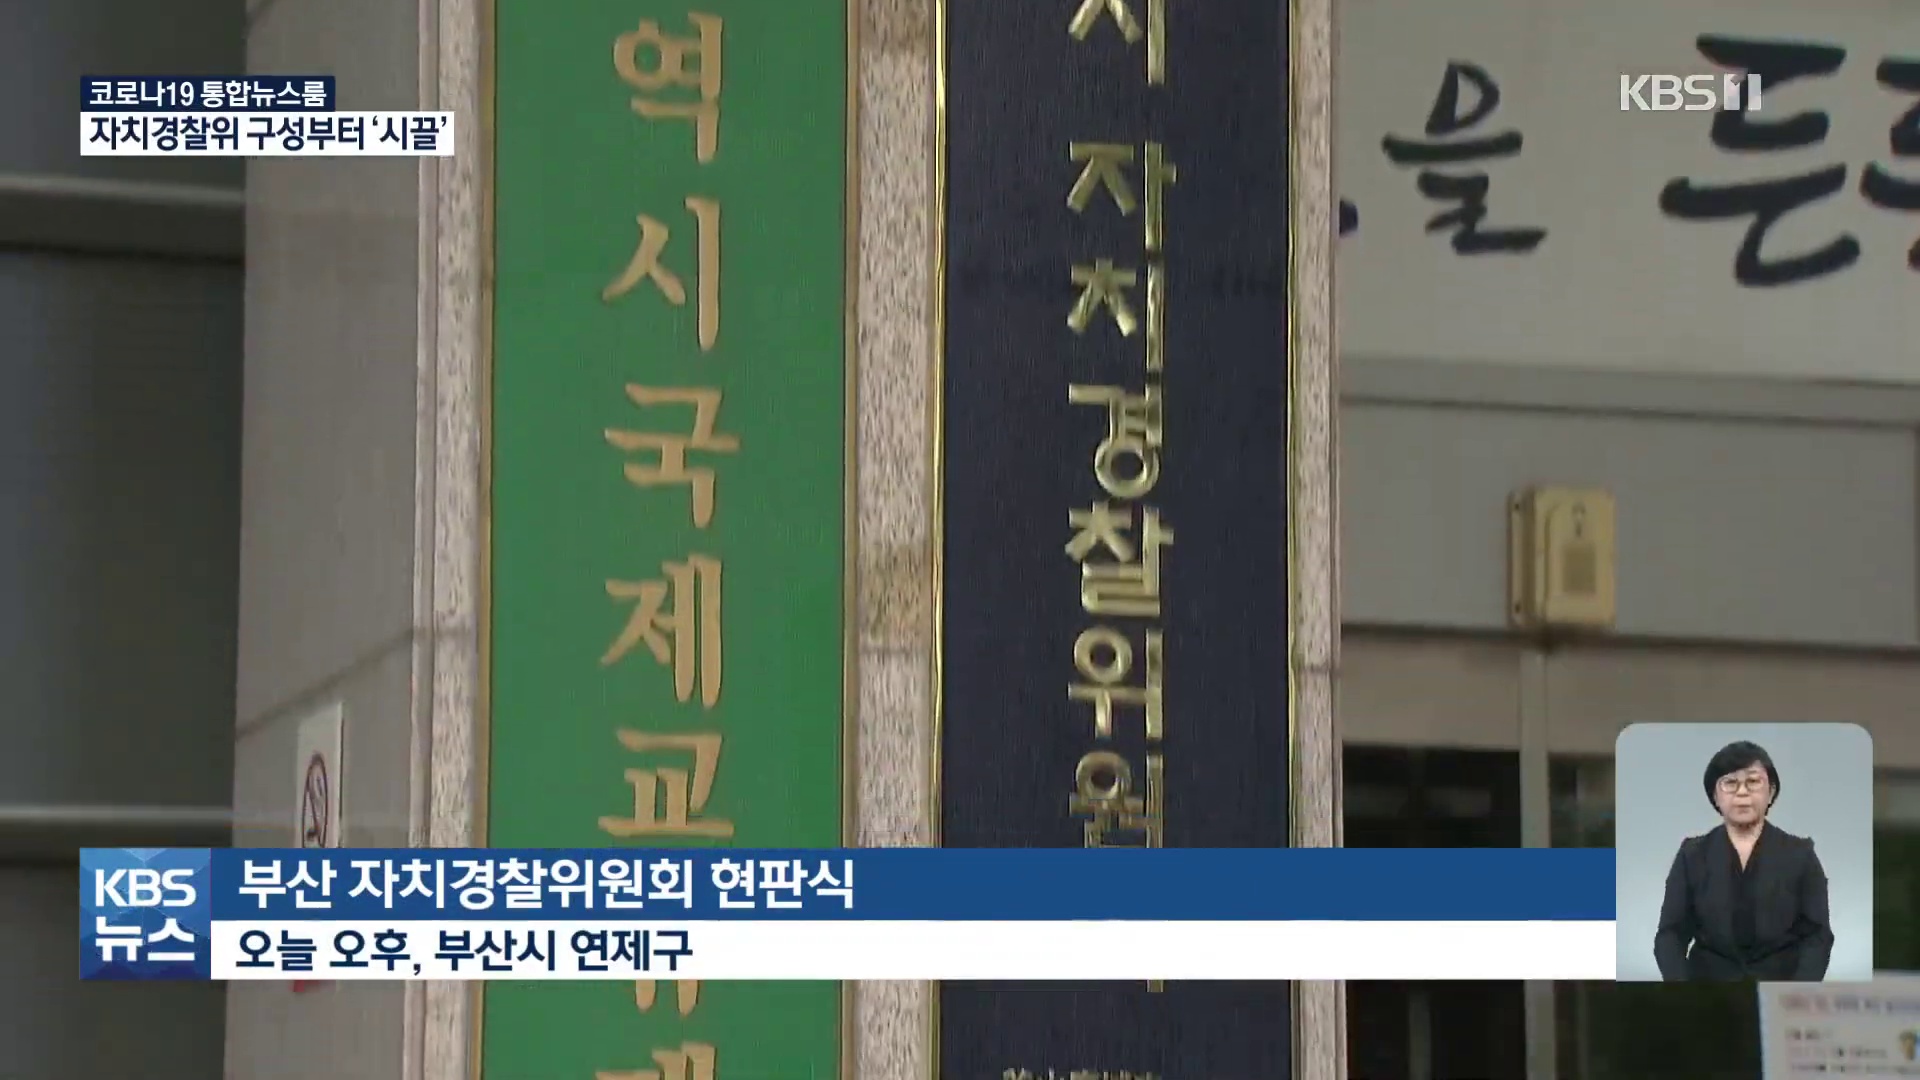 코로나19 통합뉴스룸
자치경찰위 구성부터 ‘시끌’
KBS 1
역시국제교
자치경찰위원
을 든
KBS
뉴스
부산 자치경찰위원회 현판식
오늘 오후, 부산시 연제구